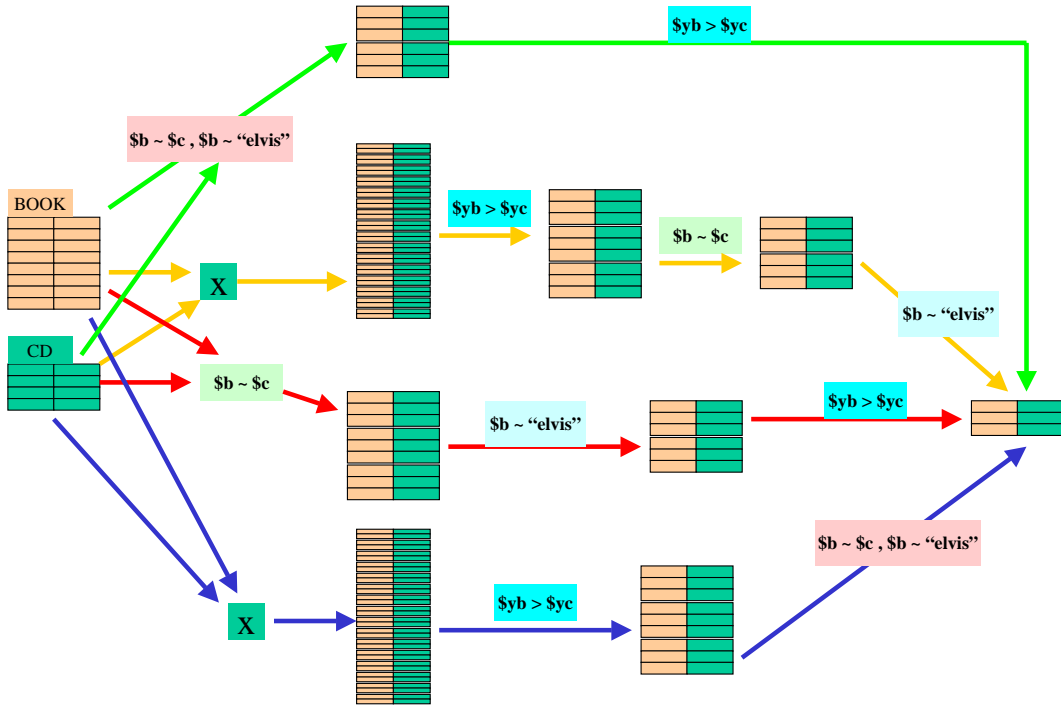 $yb > $yc
$b ~ $c , $b ~ “elvis”
BOOK
$yb > $yc
$b ~ $c
X
$b ~ “elvis”
CD
$b ~ $c
$b ~ “elvis”
$yb > $yc
$b ~ $c , $b ~ “elvis”
X
$yb > $yc